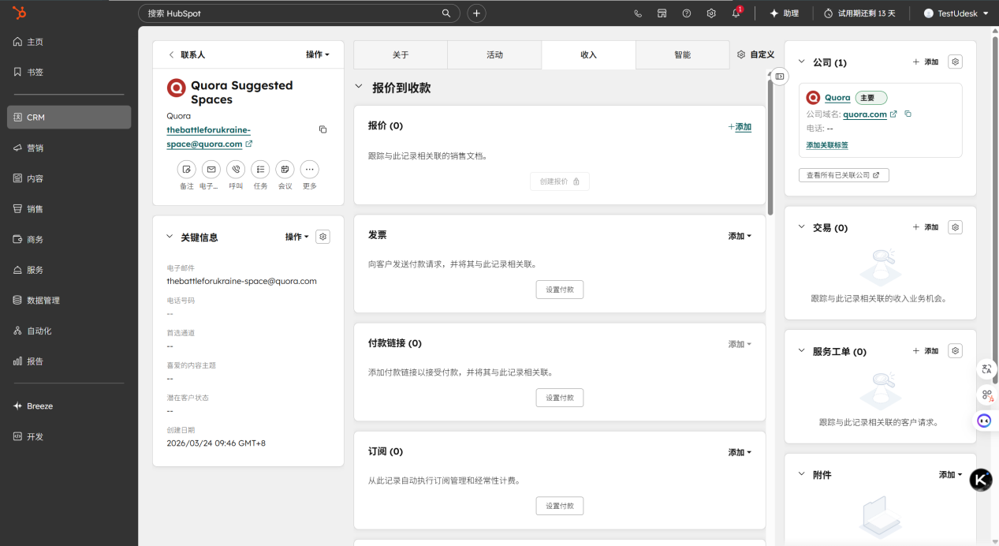 搜索 HubSpot
1
助理
试用期还剩 13 天
TestUdesk
主页
书签
CRM
营销
内容
销售
商务
服务
数据管理
自动化
报告
Breeze
开发
联系人
操作
Quora Suggested
Spaces
Quora
thebattleforukraine-
space@quora.com
备注
电子...
呼叫
任务
会议
更多
关键信息
操作
电子邮件
thebattleforukraine-space@quora.com
电话号码
--
首选通道
--
喜爱的内容主题
--
潜在客户状态
--
创建日期
2026/03/24 09:46 GMT+8
关于
活动
收入
智能
自定义
报价到收款
报价 (0)
+添加
跟踪与此记录相关联的销售文档。
创建报价
发票
添加
向客户发送付款请求，并将其与此记录相关联。
设置付款
付款链接 (0)
添加
添加付款链接以接受付款，并将其与此记录相关联。
设置付款
订阅 (0)
添加
从此记录自动执行订阅管理和经常性计费。
设置付款
公司 (1)
+ 添加
Quora 主要
公司域名: quora.com
电话: --
添加关联标签
查看所有已关联公司
交易 (0)
+ 添加
跟踪与此记录相关联的收入业务机会。
服务工单 (0)
+ 添加
跟踪与此记录相关联的客户请求。
附件
添加
K